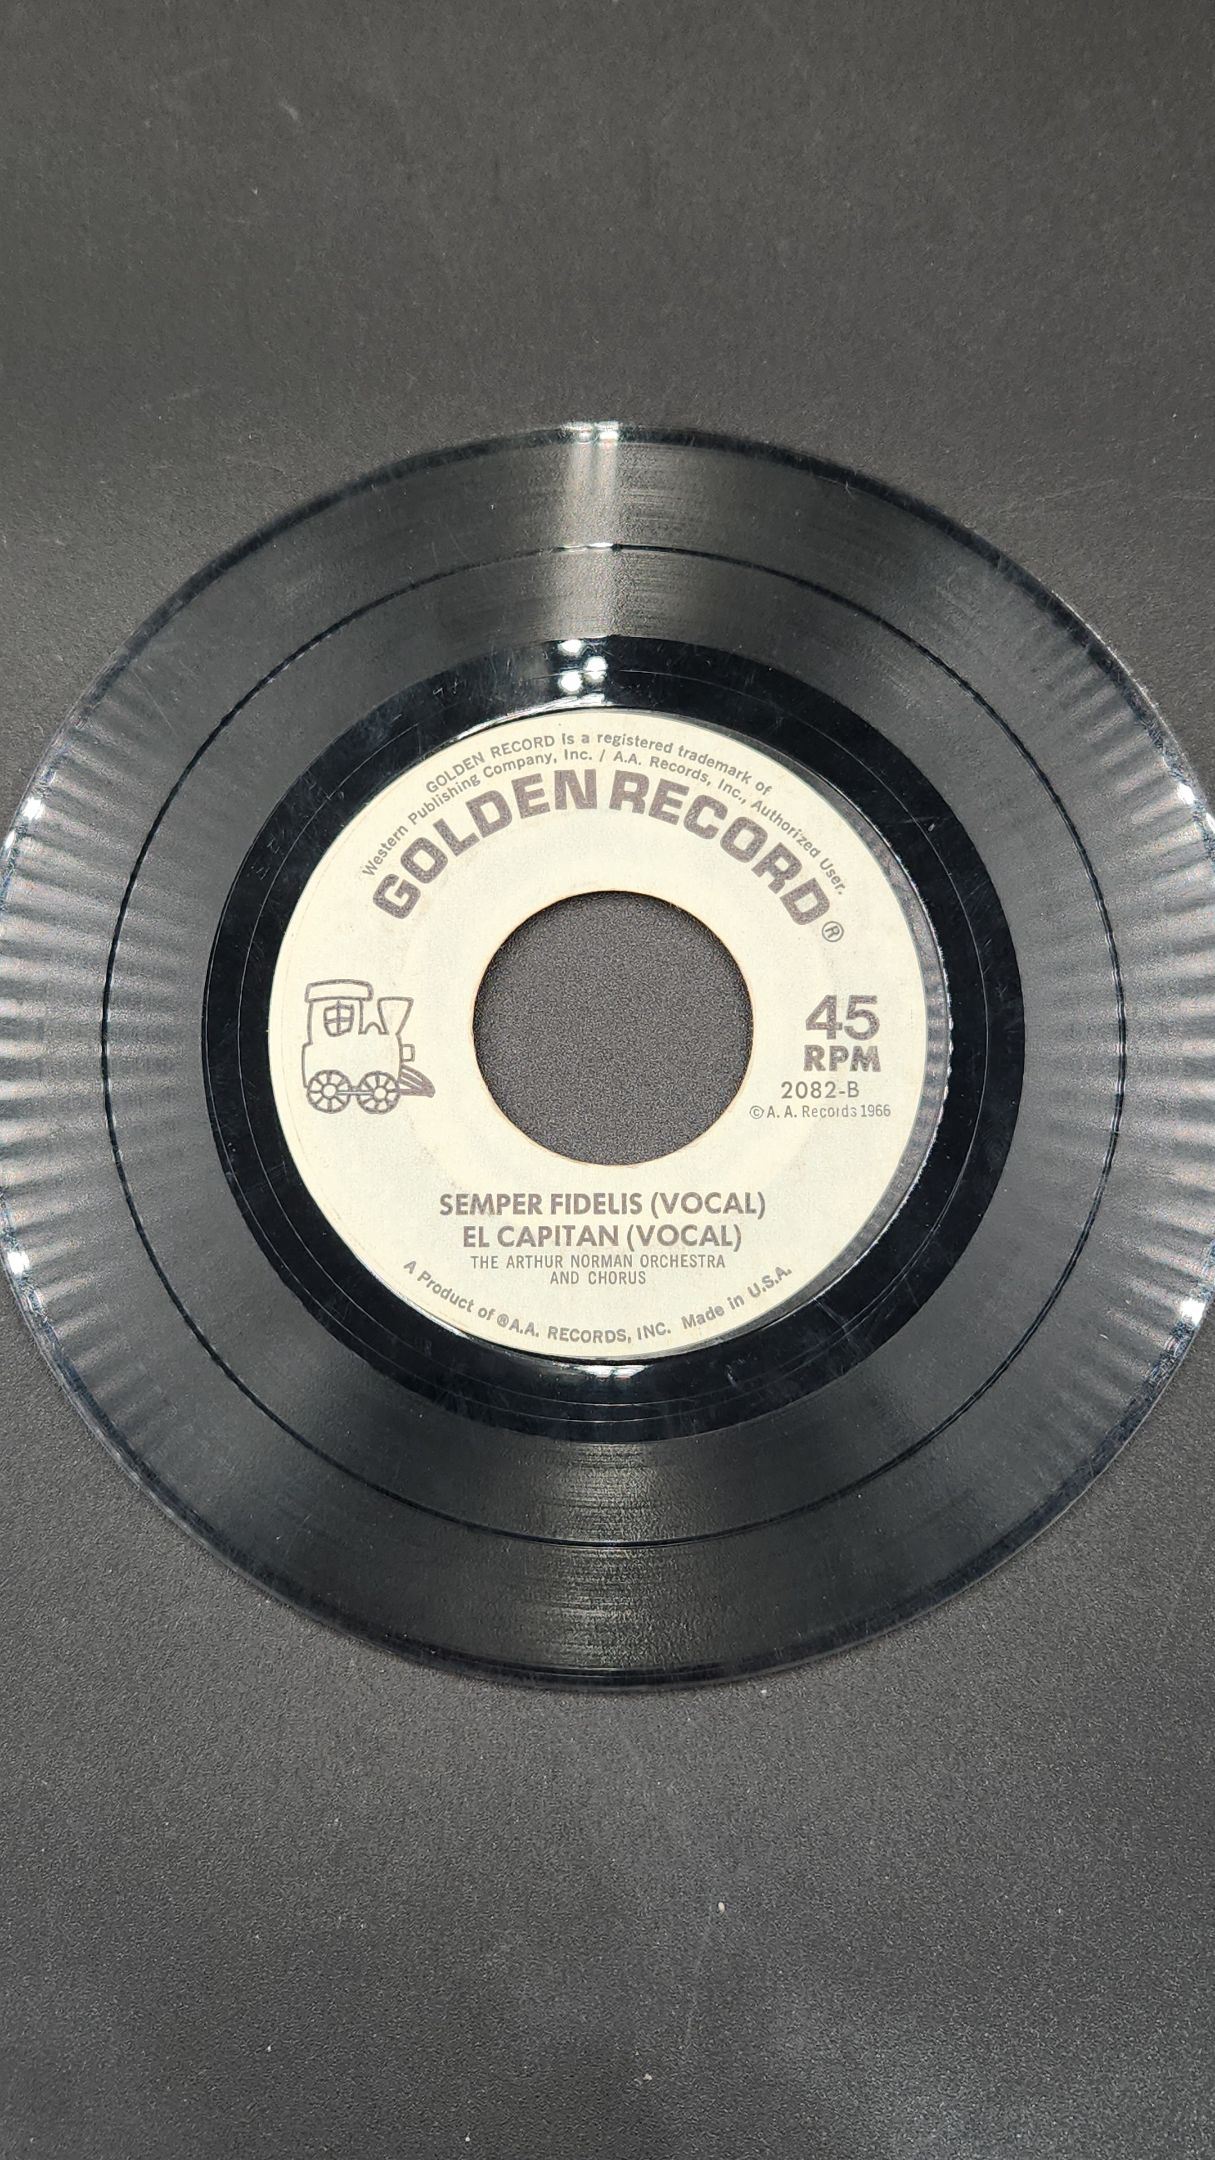 GOLDEN RECORD is a registered trademark of
Western Publishing Company, Inc. / A.A. Records, Inc., Authorized User.
GOLDEN RECORD®
45
RPM
2082-B
© A. A. Records 1966
SEMPER FIDELIS (VOCAL)
EL CAPITAN (VOCAL)
THE ARTHUR NORMAN ORCHESTRA
AND CHORUS
A Product of ® A.A. RECORDS, INC. Made in U.S.A.